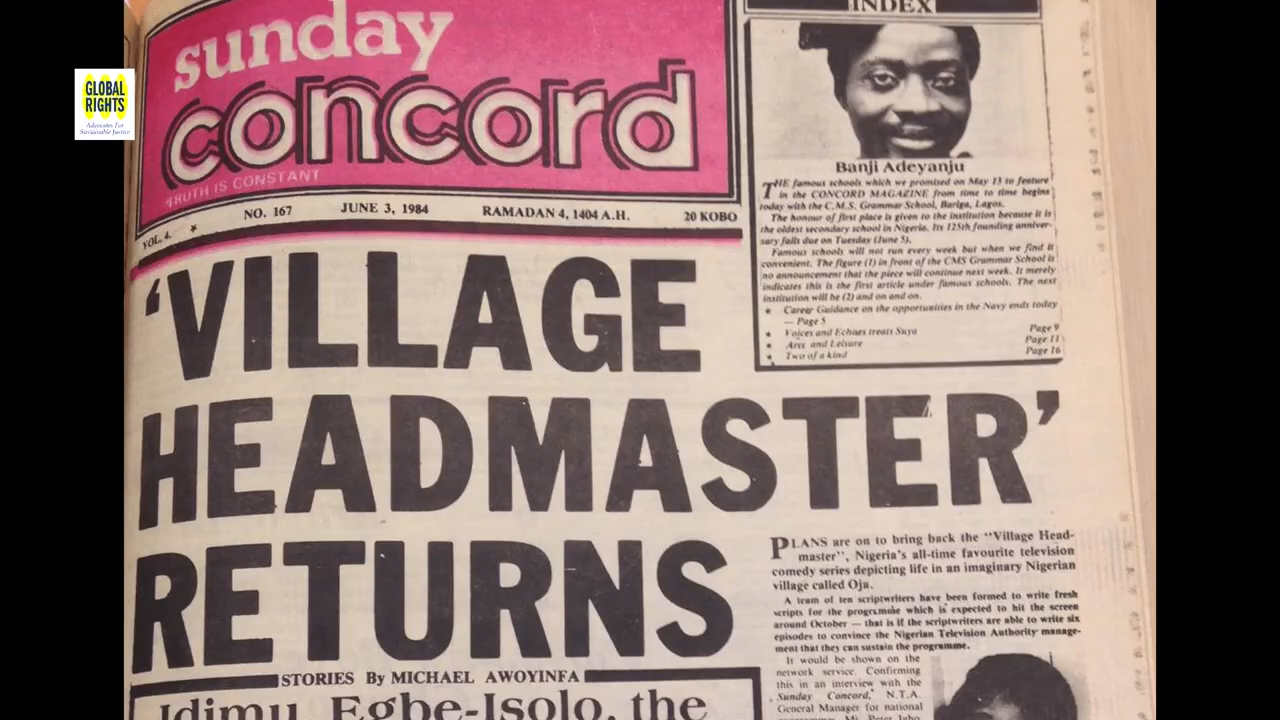 GLOBAL
RIGHTS
Advocates For
Sustainable Justice
sunday
concord
TRUTH IS CONSTANT
VOL. 4. NO. 167 JUNE 3, 1984 RAMADAN 4, 1404 A.H. 20 KOBO
INDEX
Banji Adeyanju
THE famous schools which we promised on May 13 to feature
in the CONCORD MAGAZINE from time to time begins
today with the C.M.S. Grammar School, Bariga, Lagos.
The honour of first place is given to the institution because it is
the oldest secondary school in Nigeria. Its 125th founding anniver-
sary falls due on Tuesday (June 5).
Famous schools will not run every week but when we find it
convenient. The figure (1) in front of the CMS Grammar School is
no announcement that the piece will continue next week. It merely
indicates this is the first article under famous schools. The next
institution will be (2) and on and on.
★ Career Guidance on the opportunities in the Navy ends today
— Page 5
★ Voices and Echoes treats Suya Page 9
★ Arts and Leisure Page 11
★ Two of a kind Page 16
‘VILLAGE
HEADMASTER’
RETURNS
STORIES By MICHAEL AWOYINFA
Idimu, Egbe-Isolo, the
PLANS are on to bring back the “Village Head-
master”, Nigeria's all-time favourite television
comedy series depicting life in an imaginary Nigerian
village called Oja.
A team of ten scriptwriters have been formed to write fresh
scripts for the programme which is expected to hit the screen
around October — that is if the scriptwriters are able to write six
episodes to convince the Nigerian Television Authority manage-
ment that they can sustain the programme.
It would be shown on the
network service. Confirming
this in an interview with the
Sunday Concord, N.T.A.
General Manager for national